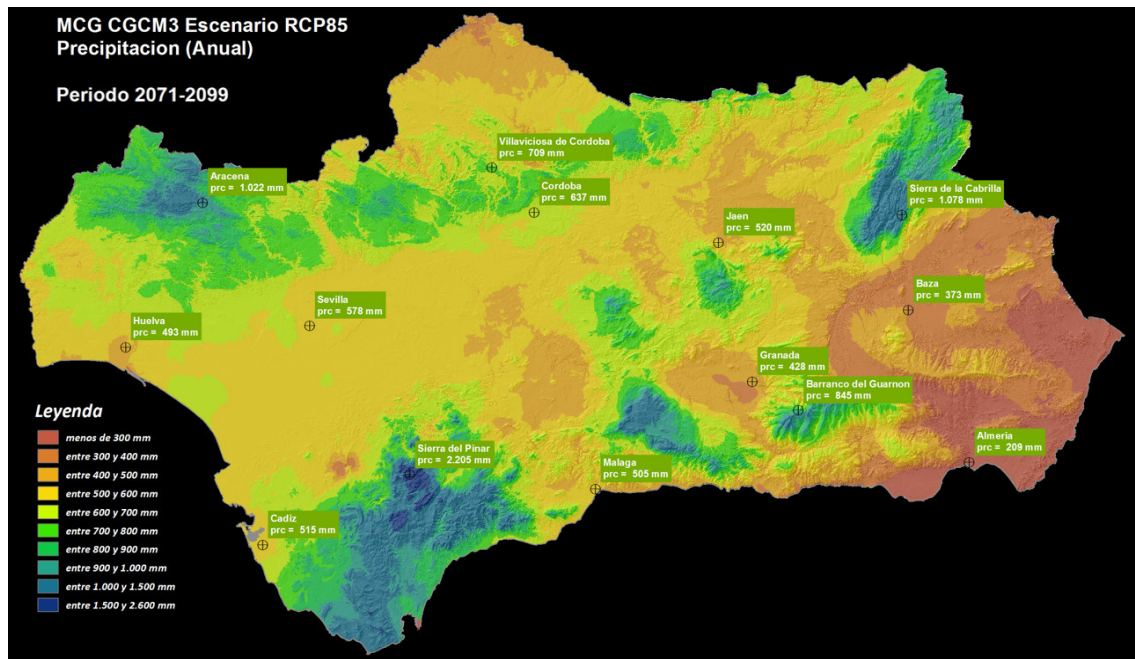 MCG CGCM3 Escenario RCP85
Precipitacion (Anual)
Periodo 2071-2099
Villaviciosa de Cordoba
prc = 709 mm
Aracena
prc = 1.022 mm
Cordoba
prc = 637 mm
Sierra de la Cabrilla
prc = 1.078 mm
Jaen
prc = 520 mm
Baza
prc = 373 mm
Sevilla
prc = 578 mm
Huelva
prc = 493 mm
Granada
prc = 428 mm
Barranco del Guarnon
prc = 845 mm
Almeria
prc = 209 mm
Sierra del Pinar
prc = 2.205 mm
Malaga
prc = 505 mm
Cadiz
prc = 515 mm
Leyenda
menos de 300 mm
entre 300 y 400 mm
entre 400 y 500 mm
entre 500 y 600 mm
entre 600 y 700 mm
entre 700 y 800 mm
entre 800 y 900 mm
entre 900 y 1.000 mm
entre 1.000 y 1.500 mm
entre 1.500 y 2.600 mm